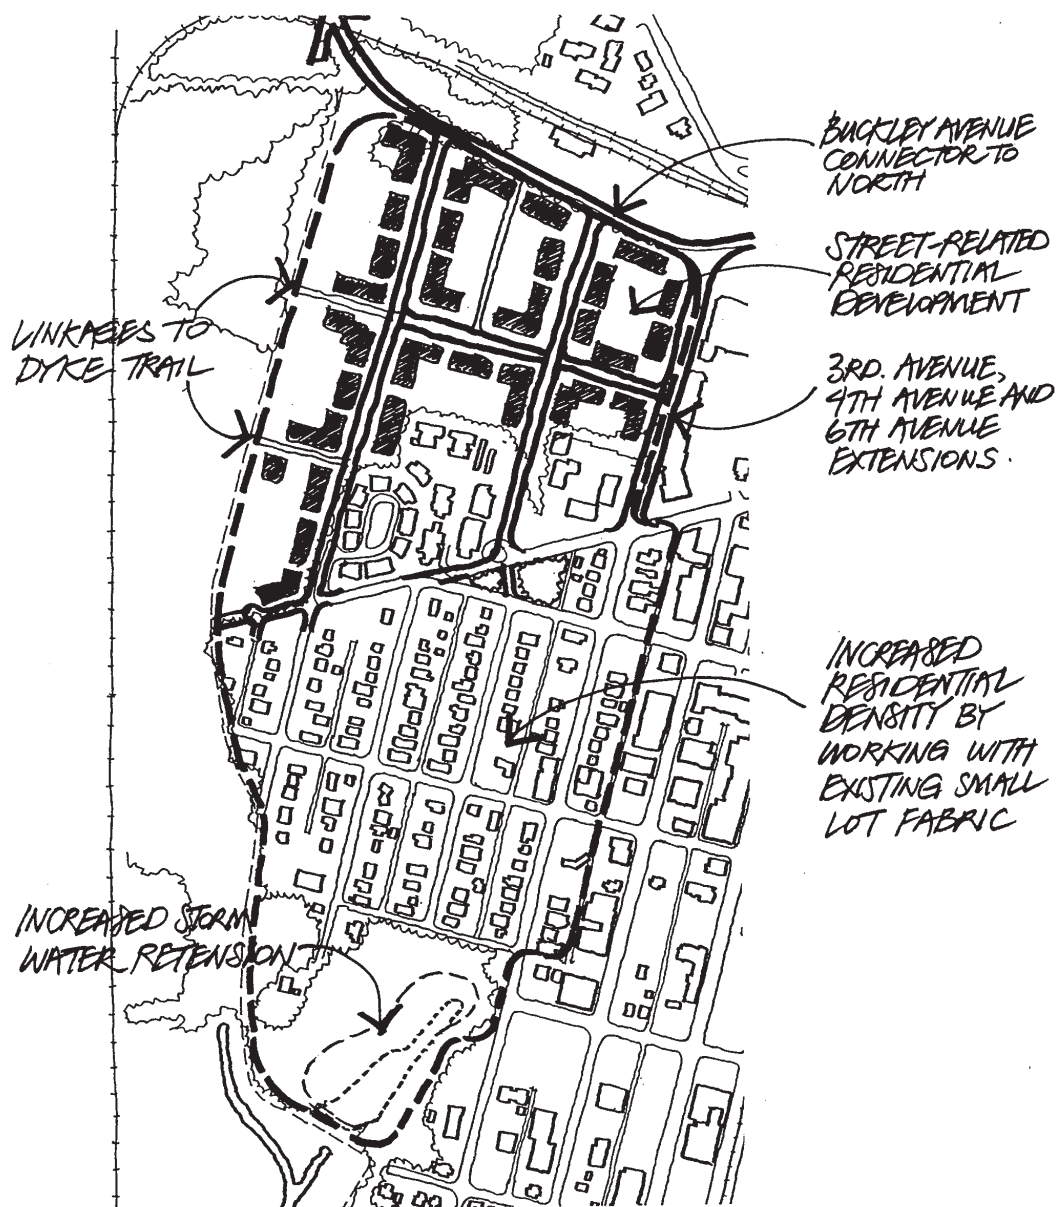 BUCKLEY AVENUE
CONNECTOR TO
NORTH
STREET-RELATED
RESIDENTIAL
DEVELOPMENT
LINKAGES TO
DYKE TRAIL
3RD. AVENUE,
4TH AVENUE AND
6TH AVENUE
EXTENSIONS.
INCREASED
RESIDENTIAL
DENSITY BY
WORKING WITH
EXISTING SMALL
LOT FABRIC
INCREASED STORM
WATER RETENSION